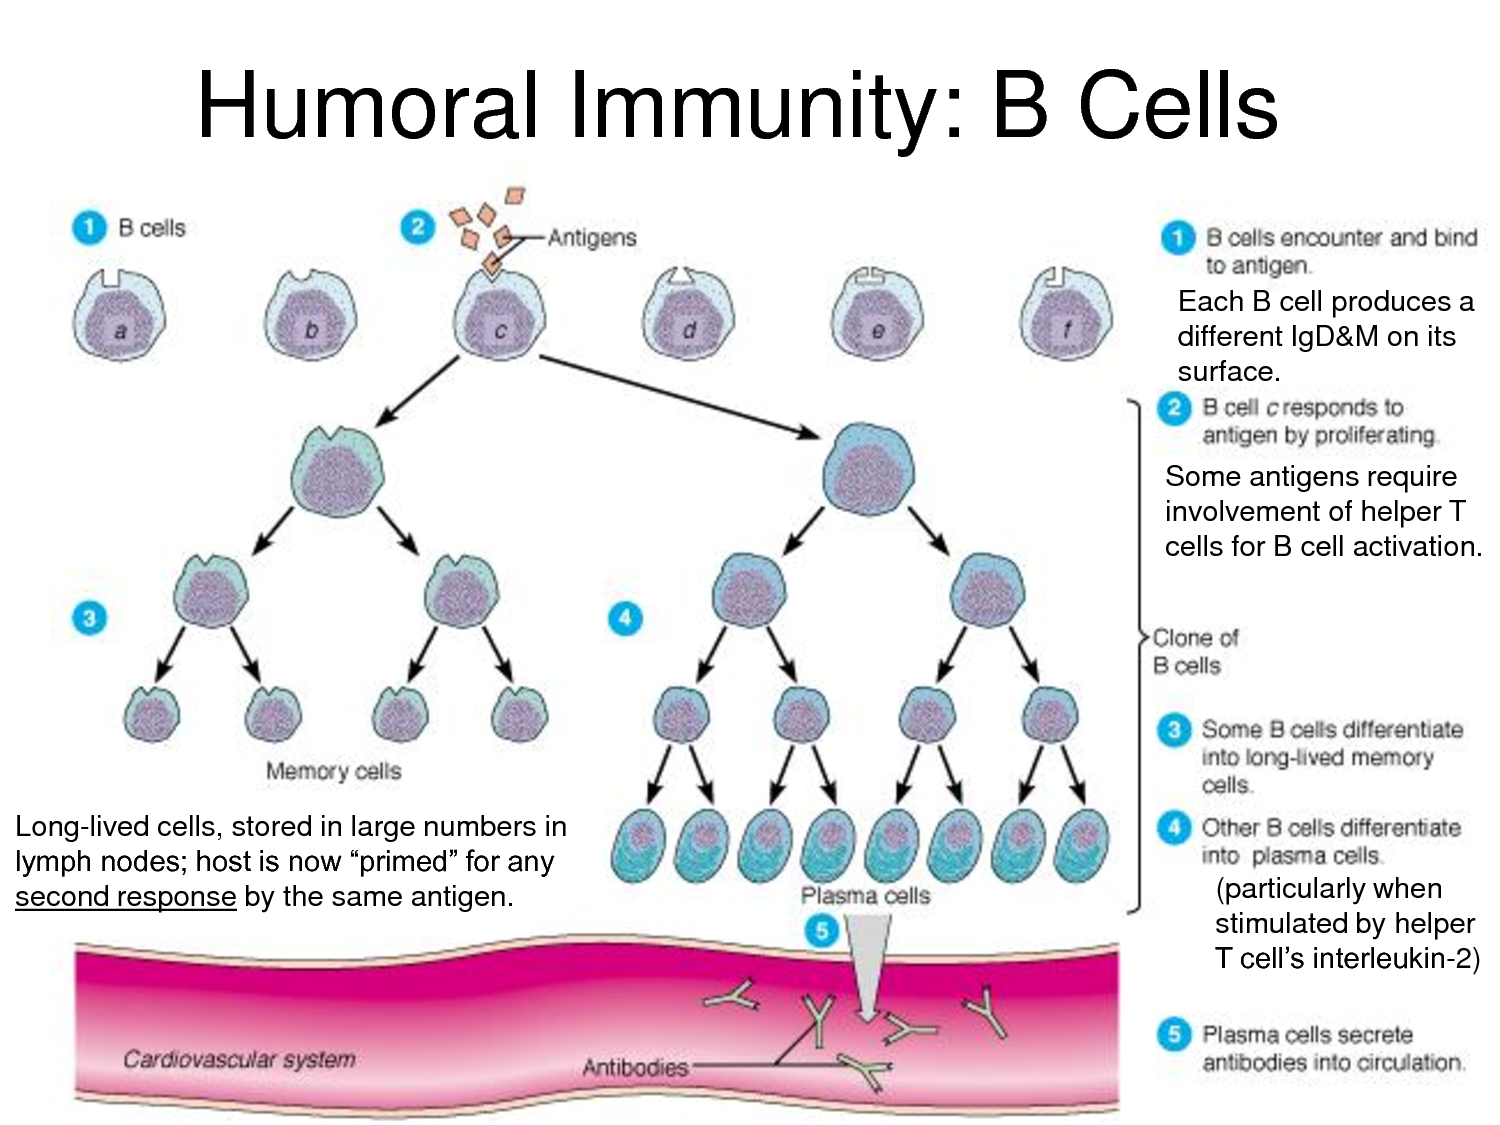 Humoral Immunity: B Cells
1 B cells
2
Antigens
a
b
c
d
e
f
1 B cells encounter and bind
to antigen.
Each B cell produces a
different IgD&M on its
surface.
2 B cell c responds to
antigen by proliferating.
Some antigens require
involvement of helper T
cells for B cell activation.
3
4
Clone of
B cells
Memory cells
3 Some B cells differentiate
into long-lived memory
cells.
Long-lived cells, stored in large numbers in
lymph nodes; host is now “primed” for any
second response by the same antigen.
Plasma cells
4 Other B cells differentiate
into plasma cells.
(particularly when
stimulated by helper
T cell’s interleukin-2)
5
Cardiovascular system
Antibodies
5 Plasma cells secrete
antibodies into circulation.